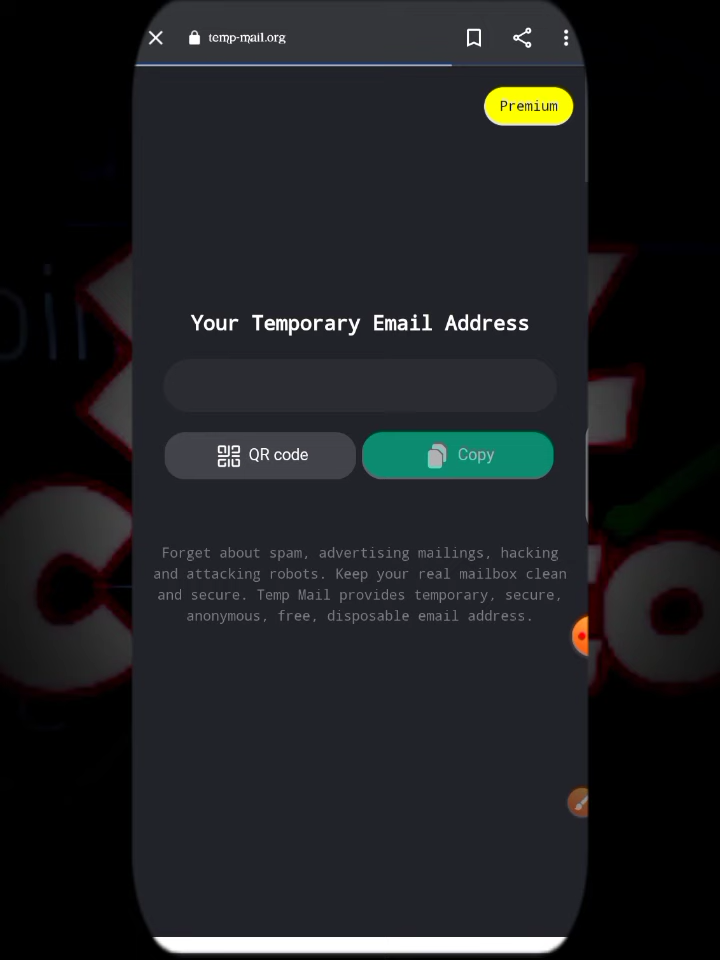 temp-mail.org
Premium
Your Temporary Email Address
QR code
Copy
Forget about spam, advertising mailings, hacking
and attacking robots. Keep your real mailbox clean
and secure. Temp Mail provides temporary, secure,
anonymous, free, disposable email address.